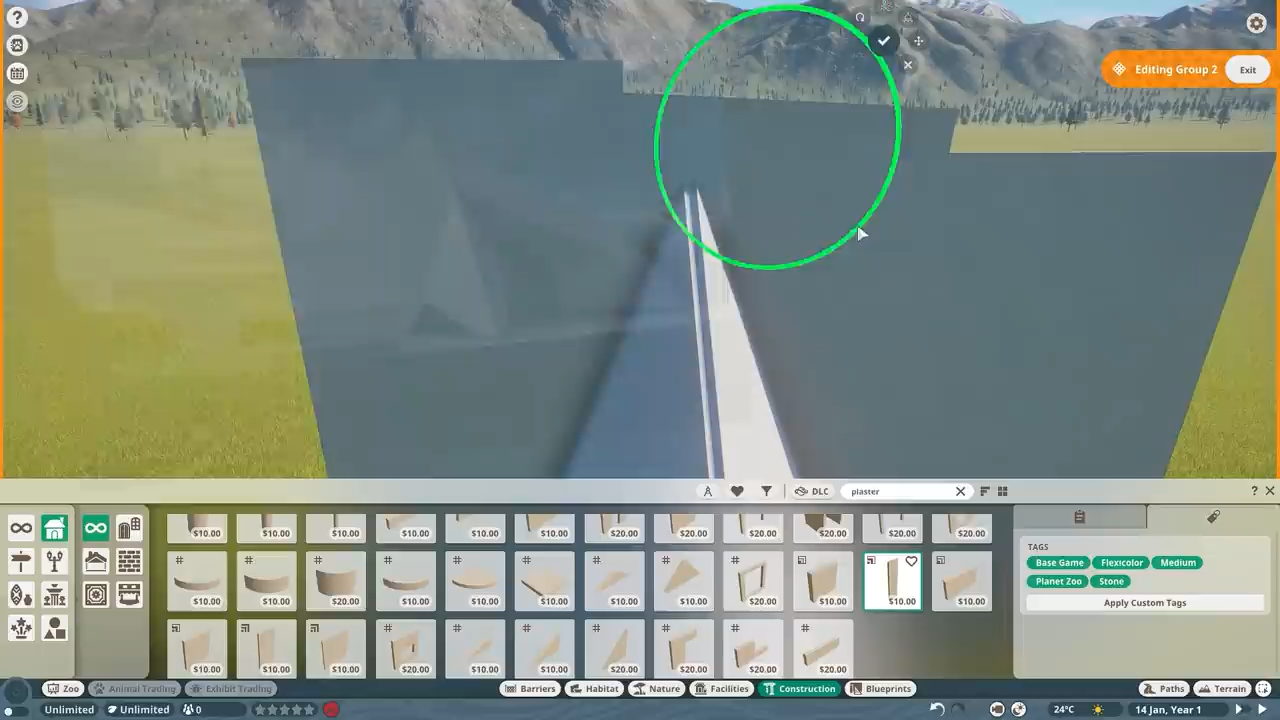 ?
Editing Group 2 Exit
DLC plaster
?
$10.00 $10.00 $10.00 $10.00 $10.00 $10.00 $20.00 $20.00 $20.00 $20.00 $20.00 $20.00
$10.00 $10.00 $20.00 $10.00 $10.00 $10.00 $10.00 $10.00 $20.00 $10.00 $10.00 $10.00
$10.00 $10.00 $10.00 $20.00 $10.00 $10.00 $20.00 $20.00 $20.00 $20.00
TAGS
Base Game Flexicolor Medium
Planet Zoo Stone
Apply Custom Tags
Zoo Animal Trading Exhibit Trading Barriers Habitat Nature Facilities Construction Blueprints Paths Terrain
Unlimited Unlimited 0 24°C 14 Jan, Year 1